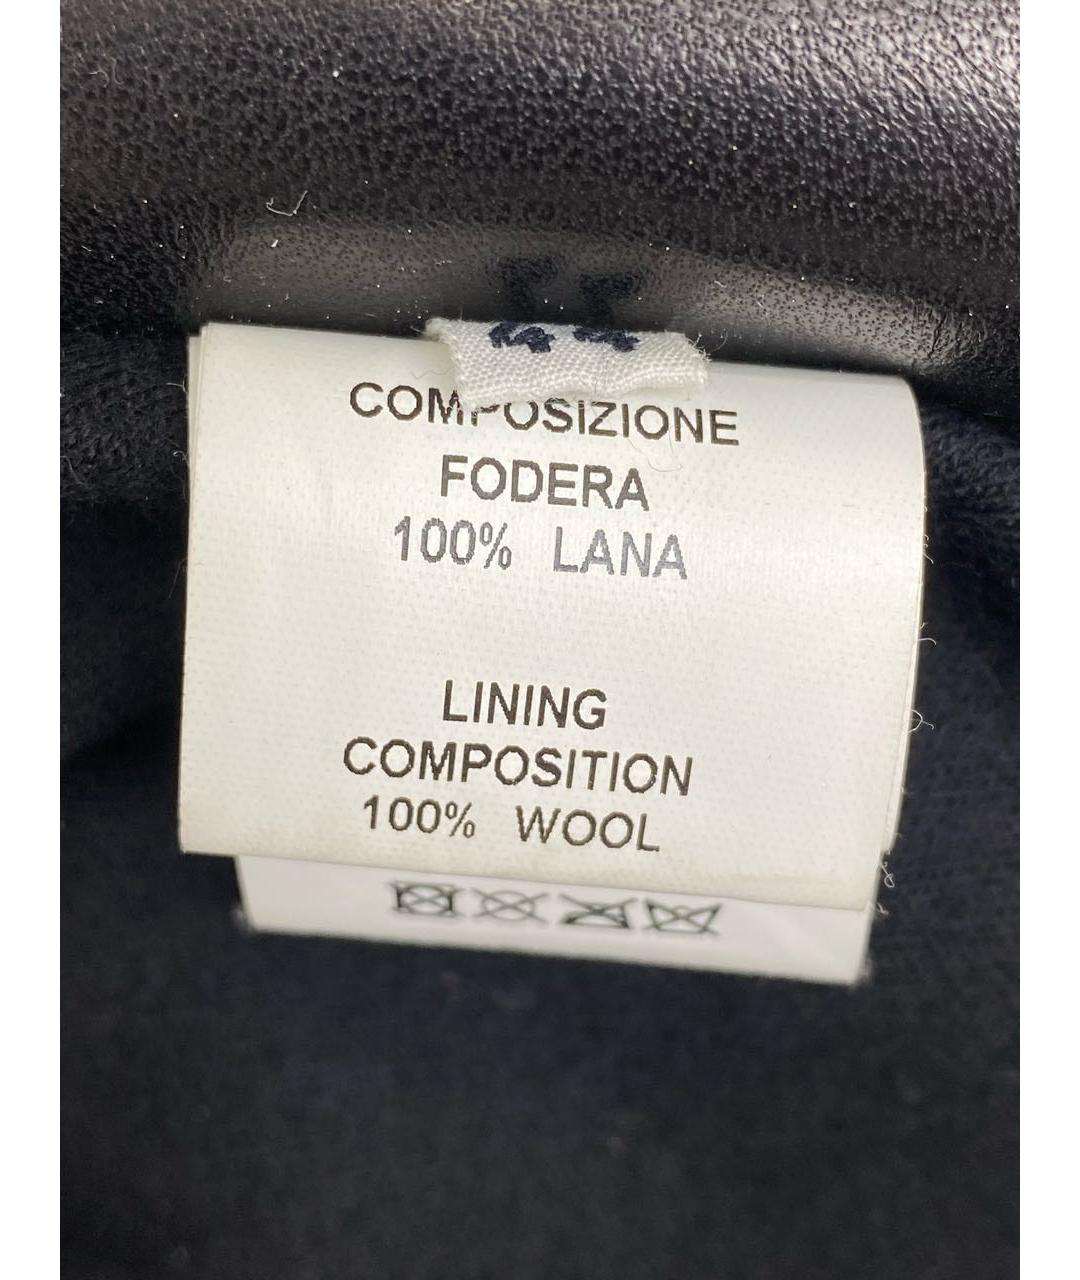 COMPOSIZIONE
FODERA
100% LANA
LINING
COMPOSITION
100% WOOL